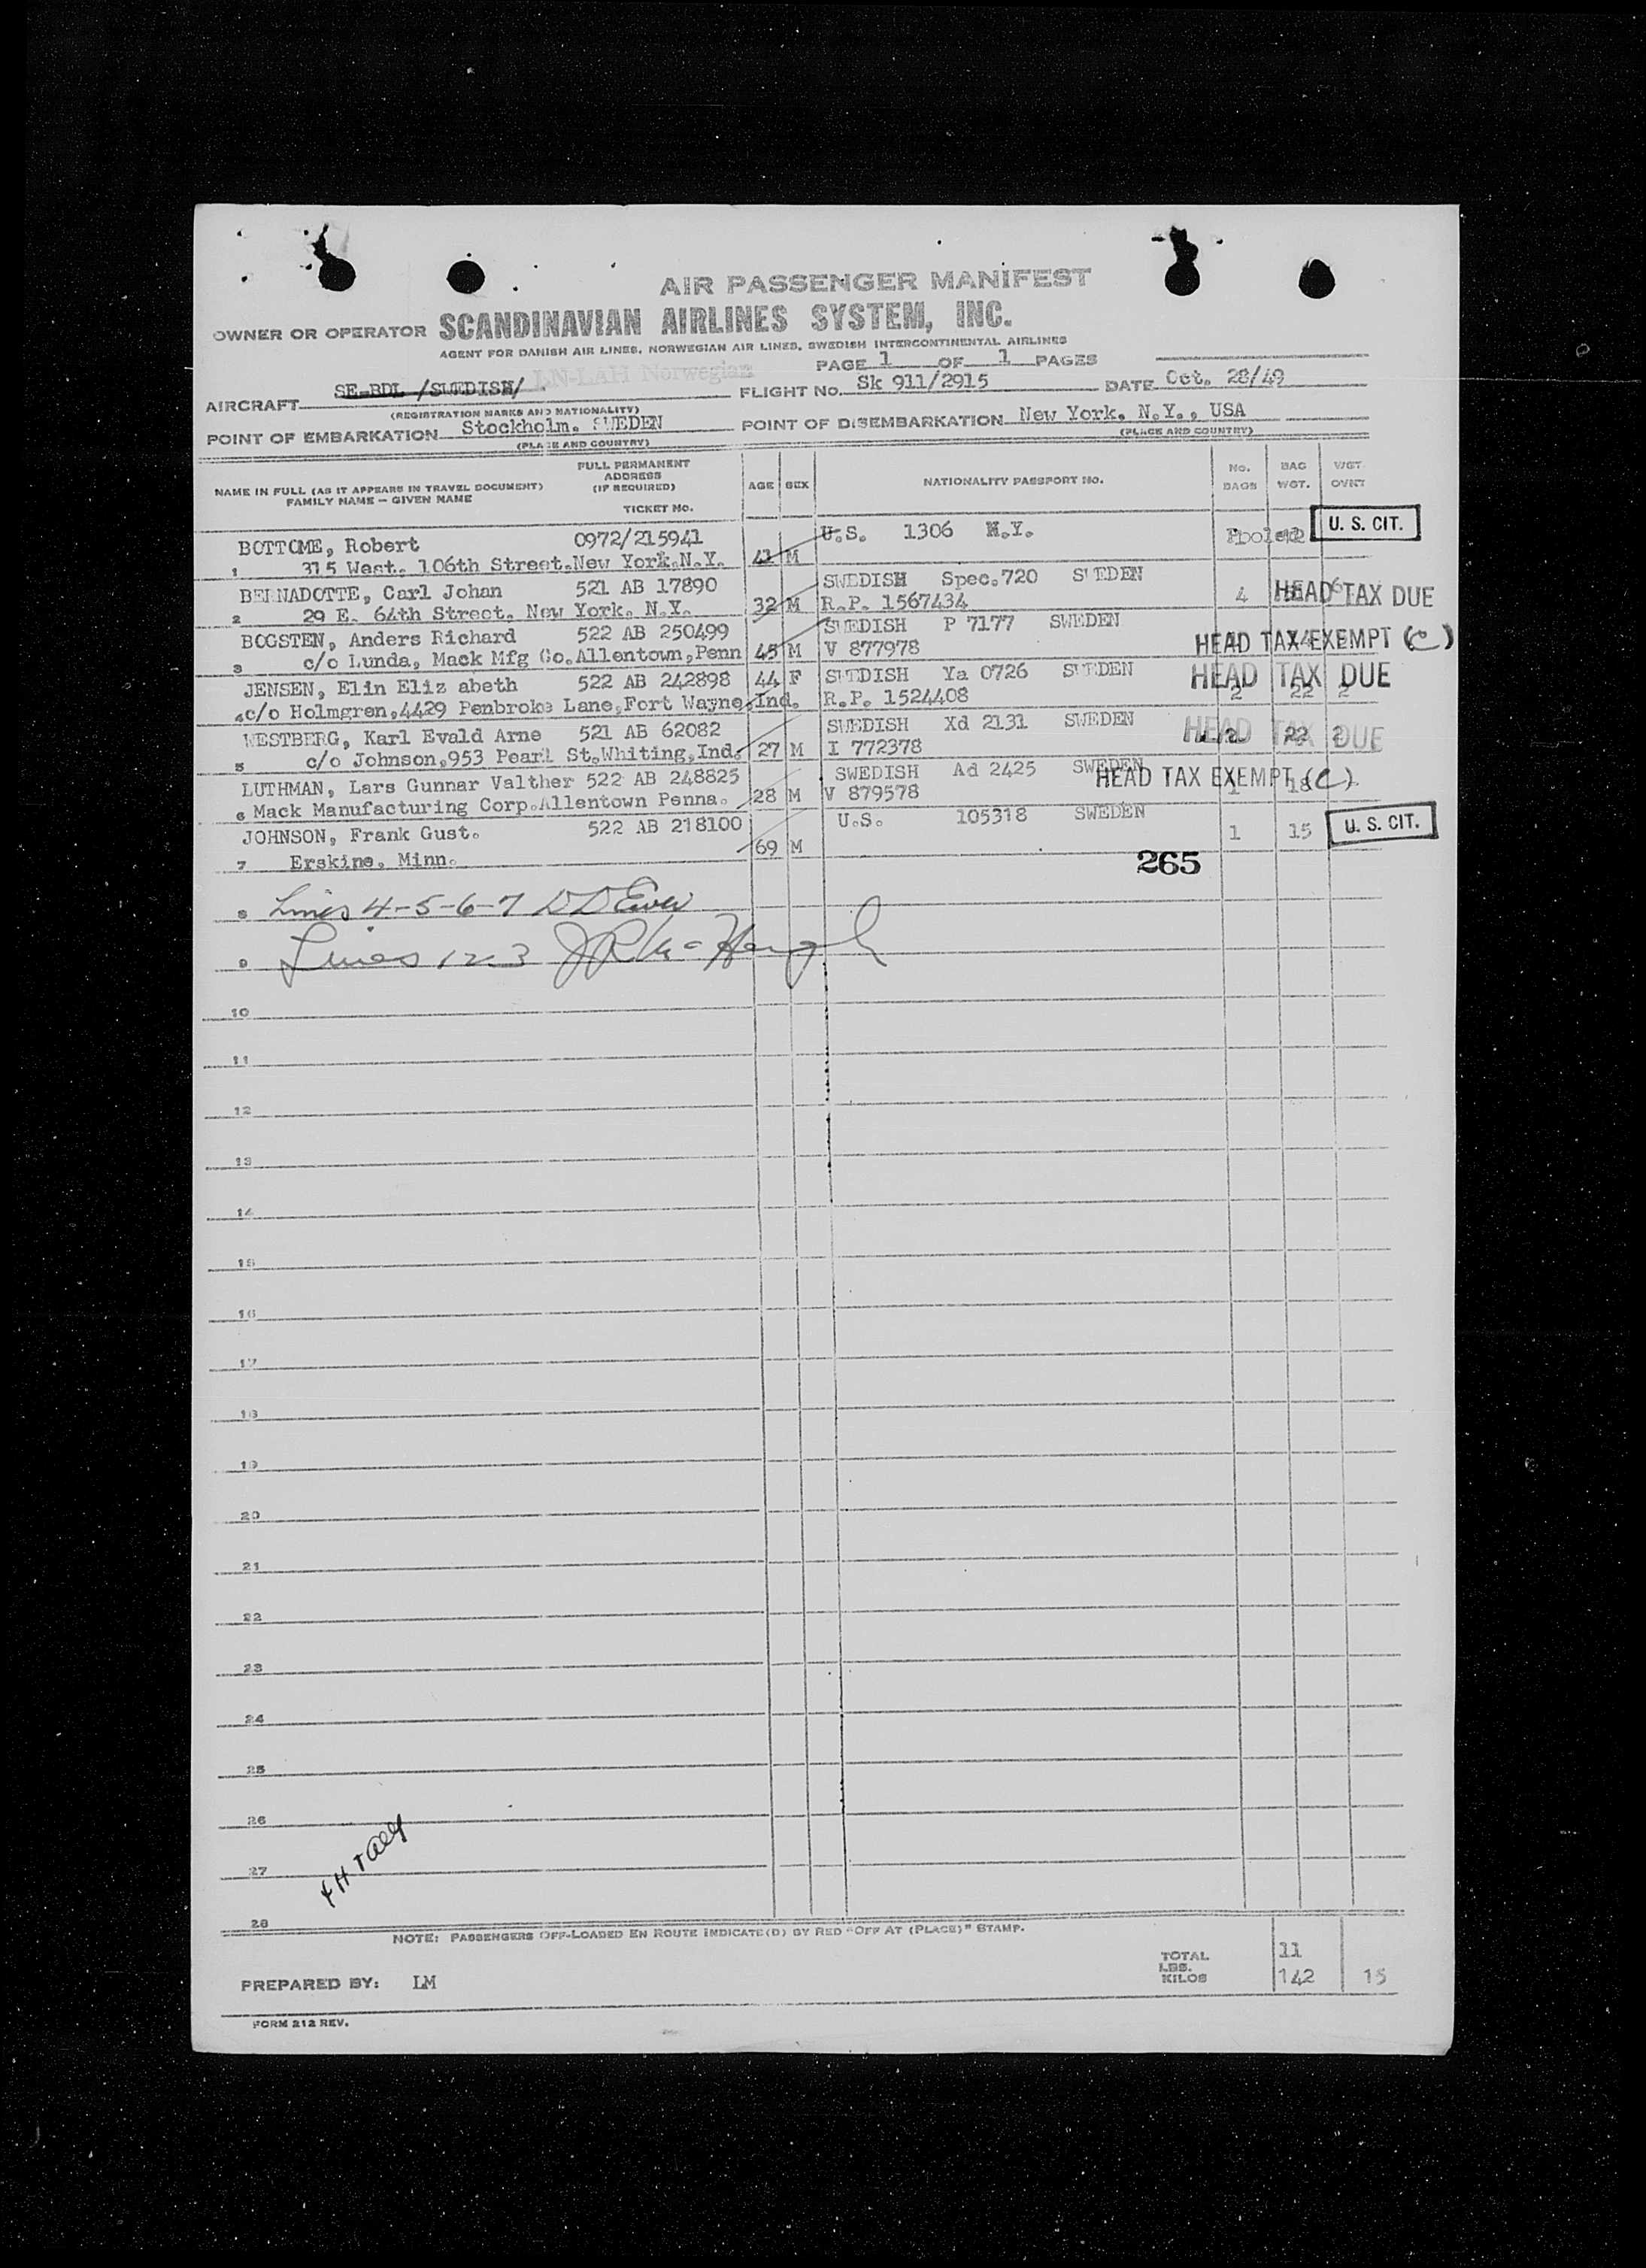 AIR PASSENGER MANIFEST
OWNER OR OPERATOR SCANDINAVIAN AIRLINES SYSTEM, INC.
AGENT FOR DANISH AIR LINES, NORWEGIAN AIR LINES, SWEDISH INTERCONTINENTAL AIRLINES
PAGE 1 OF 1 PAGES
AIRCRAFT SE-BDL /SWEDISH/ LN-LAH Norwegian FLIGHT No. Sk 911/2915 DATE Oct. 28/49
(REGISTRATION MARKS AND NATIONALITY)
POINT OF EMBARKATION Stockholm. SWEDEN POINT OF DISEMBARKATION New York. N.Y., USA
(PLACE AND COUNTRY) (PLACE AND COUNTRY)
NAME IN FULL (AS IT APPEARS IN TRAVEL DOCUMENT) FAMILY NAME — GIVEN NAME FULL PERMANENT ADDRESS (IF REQUIRED) TICKET NO. AGE SEX NATIONALITY PASSPORT NO. No. BAGS BAG WGT. WGT. OVWT
BOTTOME, Robert 0972/215941 U.S. 1306 N.Y. Pooled U. S. CIT.
1 315 West. 106th Street.New York.N.Y. 41 M
BERNADOTTE, Carl Johan 521 AB 17890 SWEDISH Spec.720 SWEDEN
2 29 E. 64th Street. New York. N.Y. 32 M R.P. 1567434 4 HEAD TAX DUE
BOGSTEN, Anders Richard 522 AB 250499 SWEDISH P 7177 SWEDEN
3 c/o Lunda, Mack Mfg Co.Allentown,Penn 45 M V 877978 HEAD TAX EXEMPT (C)
JENSEN, Elin Eliz abeth 522 AB 242898 44 F SWEDISH Ya 0726 SWEDEN HEAD TAX DUE
4 c/o Holmgren,4429 Penbroke Lane,Fort Wayne,Ind. R.P. 1524408 2 22 2
WESTBERG, Karl Evald Arne 521 AB 62082 SWEDISH Xd 2131 SWEDEN
5 c/o Johnson,953 Pearl St.Whiting,Ind. 27 M I 772378 2 22 2 HEAD TAX DUE
LUTHMAN, Lars Gunnar Valther 522 AB 248825 SWEDISH Ad 2425 SWEDEN
6 Mack Manufacturing Corp.Allentown Penna. 28 M V 879578 1 18 HEAD TAX EXEMPT (C)
JOHNSON, Frank Gust. 522 AB 218100 U.S. 105318 SWEDEN 1 15 U. S. CIT.
7 Erskine, Minn. 69 M
265
8 Lines 4-5-6-7
9 Lines 1-2-3
10
11
12
13
14
15
16
17
18
19
20
21
22
23
24
25
26
27
28
NOTE: PASSENGERS OFF-LOADED EN ROUTE INDICATE(D) BY RED "OFF AT (PLACE)" STAMP.
TOTAL 11
LBS.
KILOS 142 15
PREPARED BY: LM
FORM 212 REV.